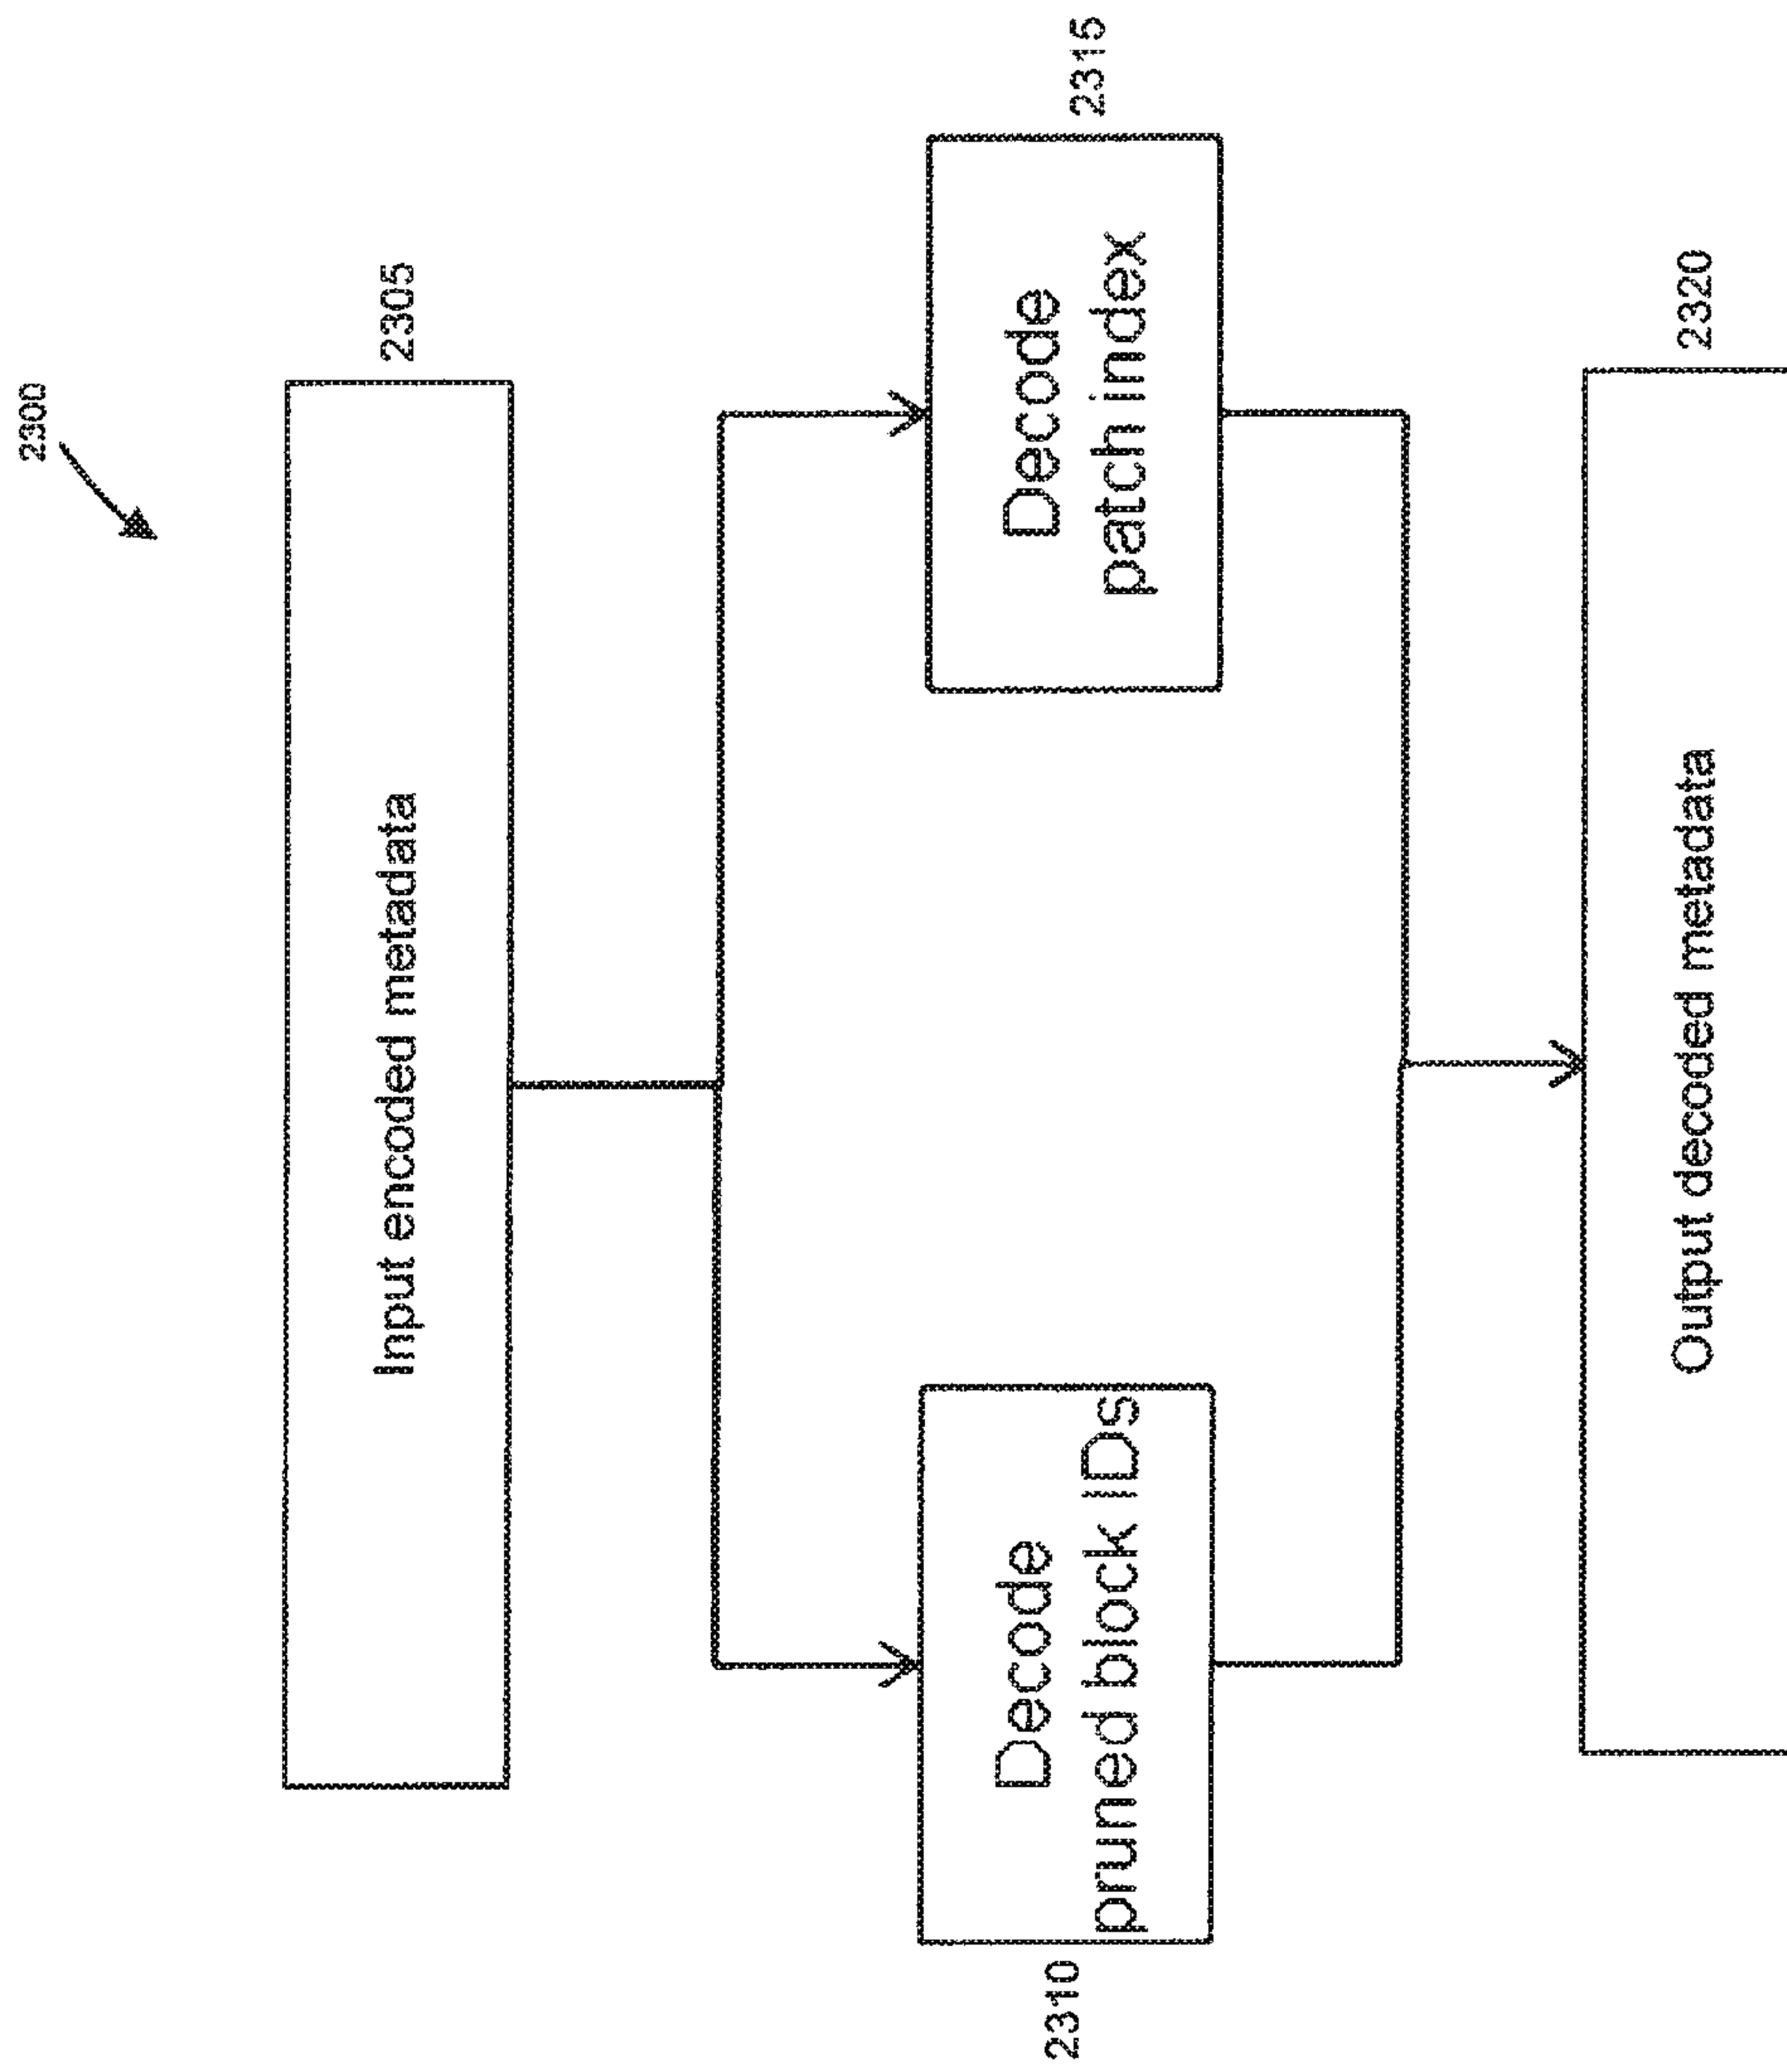 2300
Input encoded metadata
2305
Decode
pruned block IDs
2310
Decode
patch index
2315
Output decoded metadata
2320